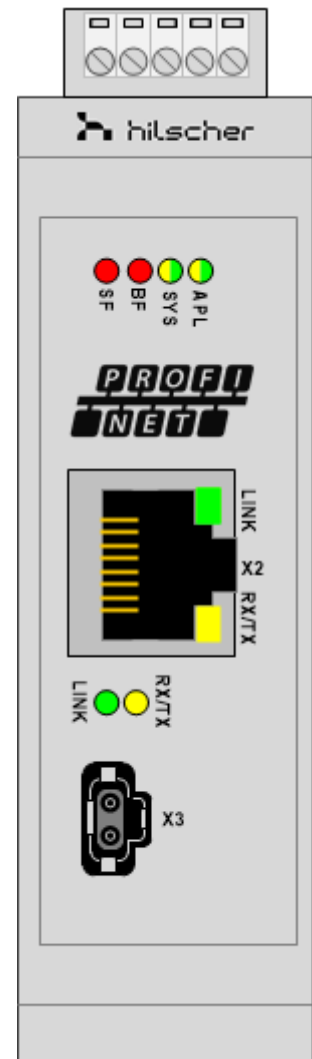 hilscher
SF BF SYS APL
PROFI
NET
LINK
X2
RX/TX
LINK RX/TX
X3